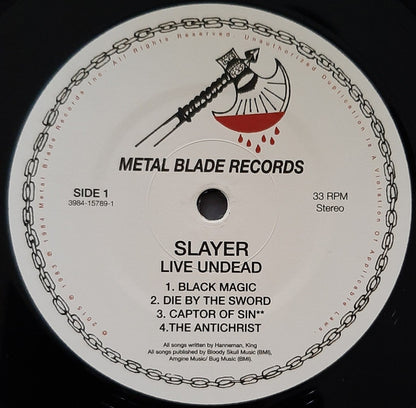 ℗ 1984 Metal Blade Records Inc. All Rights Reserved. Unauthorized Duplication Is A Violation Of Applicable Laws.
METAL BLADE RECORDS
SIDE 1
3984-15789-1
33 RPM
Stereo
SLAYER
LIVE UNDEAD
1. BLACK MAGIC
2. DIE BY THE SWORD
3. CAPTOR OF SIN**
4.THE ANTICHRIST
All songs written by Hanneman, King
All songs published by Bloody Skull Music (BMI),
Amgine Music/ Bug Music (BMI).